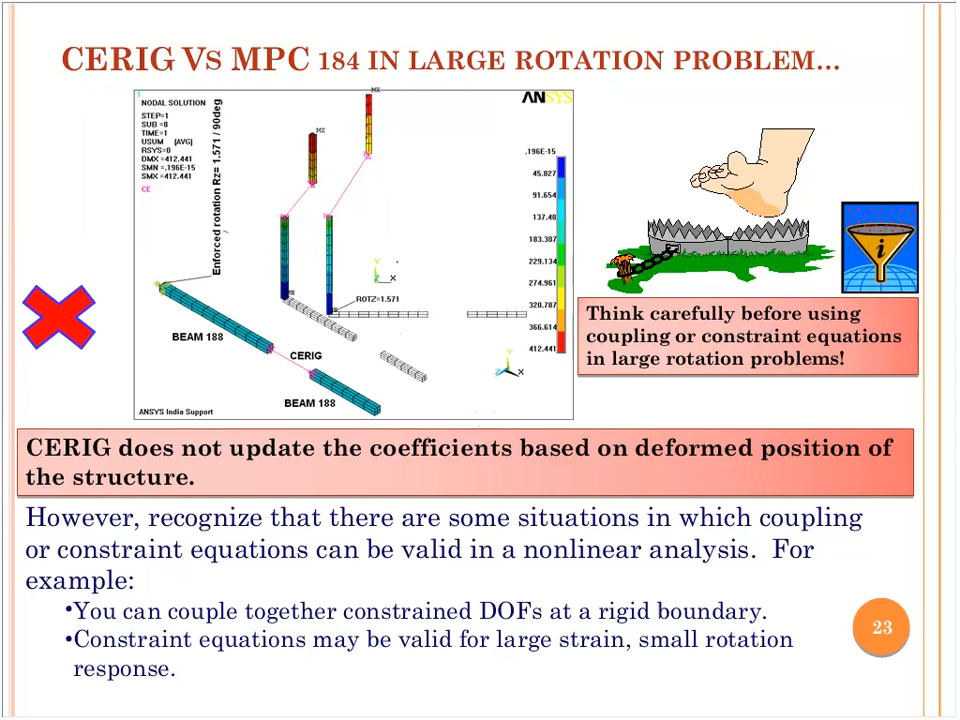 CERIG VS MPC 184 IN LARGE ROTATION PROBLEM…
1
NODAL SOLUTION
STEP=1
SUB =8
TIME=1
USUM (AVG)
RSYS=0
DMX =412.441
SMN =.196E-15
SMX =412.441
CE
Enforced rotation Rz= 1.571 / 90deg
MX
MX
ANSYS
.196E-15
45.827
91.654
137.48
183.307
229.134
274.961
320.787
366.614
412.441
Y
Z
X
ROTZ=1.571
BEAM 188
CERIG
BEAM 188
Y
Z
X
ANSYS India Support
i
Think carefully before using
coupling or constraint equations
in large rotation problems!
CERIG does not update the coefficients based on deformed position of
the structure.
However, recognize that there are some situations in which coupling
or constraint equations can be valid in a nonlinear analysis.  For
example:
•You can couple together constrained DOFs at a rigid boundary.
•Constraint equations may be valid for large strain, small rotation
response.
23